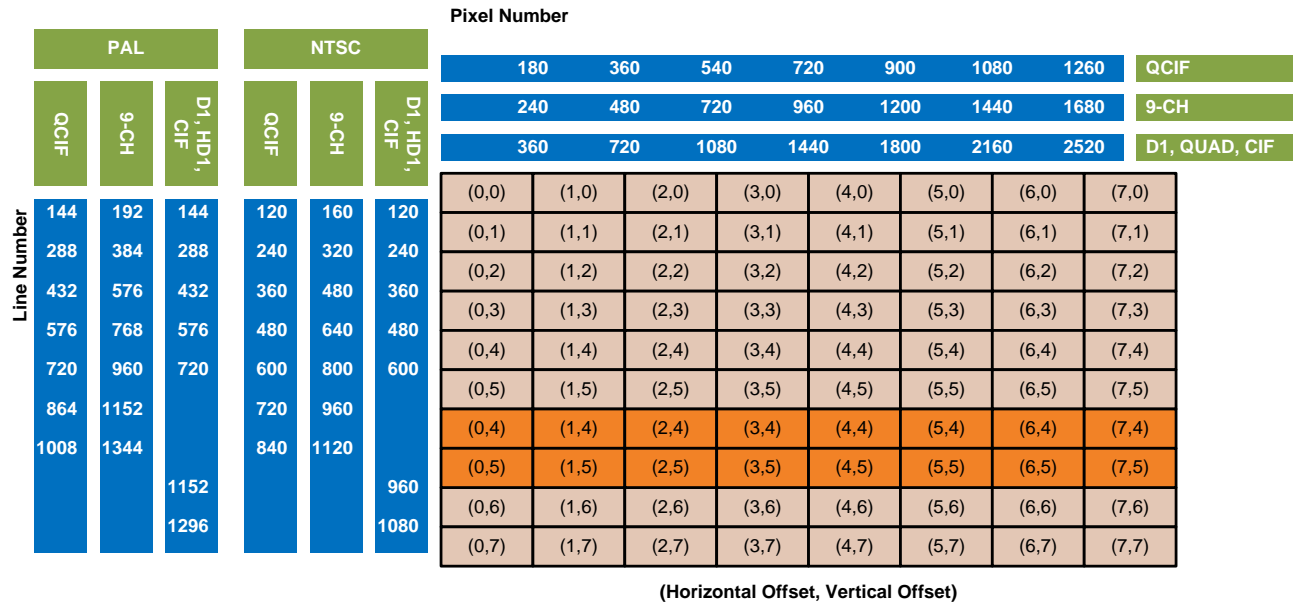 Pixel Number
PAL NTSC
180 360 540 720 900 1080 1260 QCIF
QCIF 9-CH D1, HD1, CIF QCIF 9-CH D1, HD1, CIF
240 480 720 960 1200 1440 1680 9-CH
360 720 1080 1440 1800 2160 2520 D1, QUAD, CIF
Line Number
144 192 144 120 160 120
288 384 288 240 320 240
432 576 432 360 480 360
576 768 576 480 640 480
720 960 720 600 800 600
864 1152 720 960
1008 1344 840 1120
1152 960
1296 1080
(0,0) (1,0) (2,0) (3,0) (4,0) (5,0) (6,0) (7,0)
(0,1) (1,1) (2,1) (3,1) (4,1) (5,1) (6,1) (7,1)
(0,2) (1,2) (2,2) (3,2) (4,2) (5,2) (6,2) (7,2)
(0,3) (1,3) (2,3) (3,3) (4,3) (5,3) (6,3) (7,3)
(0,4) (1,4) (2,4) (3,4) (4,4) (5,4) (6,4) (7,4)
(0,5) (1,5) (2,5) (3,5) (4,5) (5,5) (6,5) (7,5)
(0,4) (1,4) (2,4) (3,4) (4,4) (5,4) (6,4) (7,4)
(0,5) (1,5) (2,5) (3,5) (4,5) (5,5) (6,5) (7,5)
(0,6) (1,6) (2,6) (3,6) (4,6) (5,6) (6,6) (7,6)
(0,7) (1,7) (2,7) (3,7) (4,7) (5,7) (6,7) (7,7)
(Horizontal Offset, Vertical Offset)